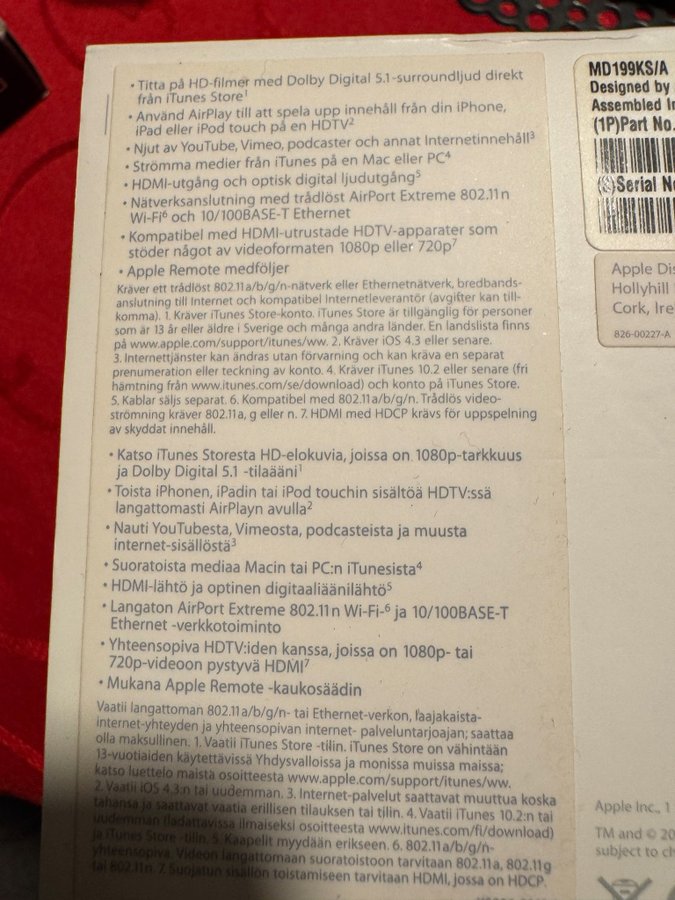 • Titta på HD-filmer med Dolby Digital 5.1-surroundljud direkt
från iTunes Store¹
• Använd AirPlay till att spela upp innehåll från din iPhone,
iPad eller iPod touch på en HDTV²
• Njut av YouTube, Vimeo, podcaster och annat Internetinnehåll³
• Strömma medier från iTunes på en Mac eller PC⁴
• HDMI-utgång och optisk digital ljudutgång⁵
• Nätverksanslutning med trådlöst AirPort Extreme 802.11n
Wi-Fi⁶ och 10/100BASE-T Ethernet
• Kompatibel med HDMI-utrustade HDTV-apparater som
stöder något av videoformaten 1080p eller 720p⁷
• Apple Remote medföljer
Kräver ett trådlöst 802.11a/b/g/n-nätverk eller Ethernetnätverk, bredbands-
anslutning till Internet och kompatibel Internetleverantör (avgifter kan till-
komma). 1. Kräver iTunes Store-konto. iTunes Store är tillgänglig för personer
som är 13 år eller äldre i Sverige och många andra länder. En landslista finns
på www.apple.com/support/itunes/ww. 2. Kräver iOS 4.3 eller senare.
3. Internettjänster kan ändras utan förvarning och kan kräva en separat
prenumeration eller teckning av konto. 4. Kräver iTunes 10.2 eller senare (fri
hämtning från www.itunes.com/se/download) och konto på iTunes Store.
5. Kablar säljs separat. 6. Kompatibel med 802.11a/b/g/n. Trådlös video-
strömning kräver 802.11a, g eller n. 7. HDMI med HDCP krävs för uppspelning
av skyddat innehåll.
• Katso iTunes Storesta HD-elokuvia, joissa on 1080p-tarkkuus
ja Dolby Digital 5.1 -tilaääni¹
• Toista iPhonen, iPadin tai iPod touchin sisältöä HDTV:ssä
langattomasti AirPlayn avulla²
• Nauti YouTubesta, Vimeosta, podcasteista ja muusta
internet-sisällöstä³
• Suoratoista mediaa Macin tai PC:n iTunesista⁴
• HDMI-lähtö ja optinen digitaaliäänilähtö⁵
• Langaton AirPort Extreme 802.11n Wi-Fi-⁶ ja 10/100BASE-T
Ethernet -verkkotoiminto
• Yhteensopiva HDTV:iden kanssa, joissa on 1080p- tai
720p-videoon pystyvä HDMI⁷
• Mukana Apple Remote -kaukosäädin
Vaatii langattoman 802.11a/b/g/n- tai Ethernet-verkon, laajakaista-
internet-yhteyden ja yhteensopivan internet- palveluntarjoajan; saattaa
olla maksullinen. 1. Vaatii iTunes Store -tilin. iTunes Store on vähintään
13-vuotiaiden käytettävissä Yhdysvalloissa ja monissa muissa maissa;
katso luettelo maista osoitteesta www.apple.com/support/itunes/ww.
2. Vaatii iOS 4.3:n tai uudemman. 3. Internet-palvelut saattavat muuttua koska
tahansa ja saattavat vaatia erillisen tilauksen tai tilin. 4. Vaatii iTunes 10.2:n tai
uudemman (ladattavissa ilmaiseksi osoitteesta www.itunes.com/fi/download)
ja iTunes Store -tilin. 5. Kaapelit myydään erikseen. 6. 802.11a/b/g/n-
yhteensopiva. Videon langattomaan suoratoistoon tarvitaan 802.11a, 802.11g
tai 802.11n. 7. Suojatun sisällön toistamiseen tarvitaan HDMI, jossa on HDCP.
MD199KS/A
Designed by
Assembled In
(1P)Part No.
(S)Serial No
Apple Dis
Hollyhill
Cork, Ire
826-00227-A
Apple Inc., 1
TM and © 20
subject to ch